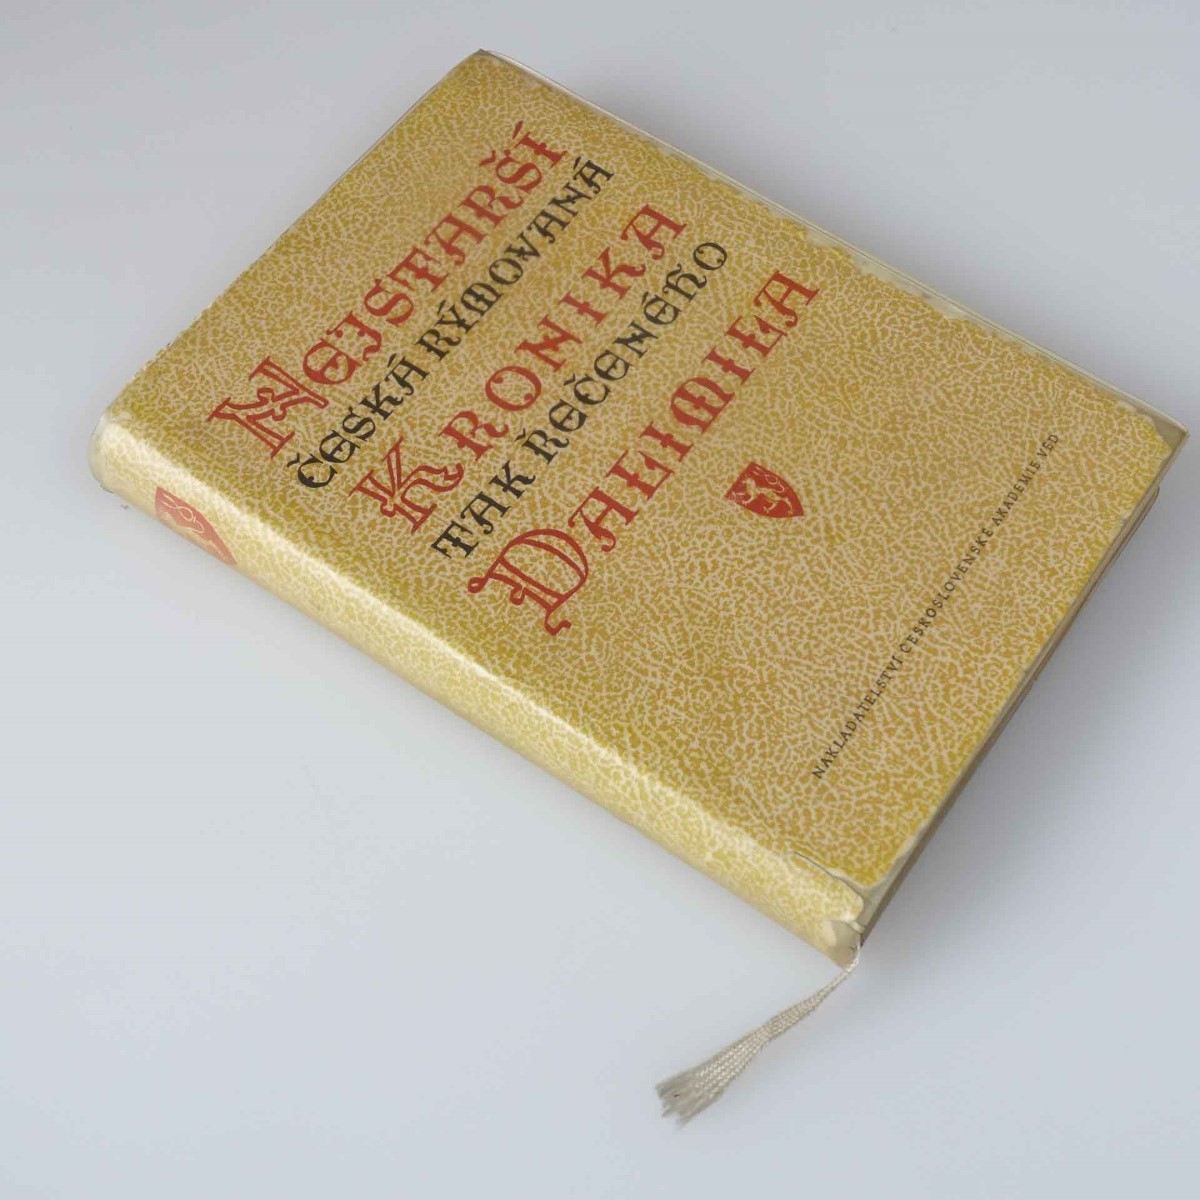 NEJSTARŠÍ
ČESKÁ RÝMOVANÁ
KRONIKA
TAK ŘEČENÉHO
DALIMILA
NAKLADATELSTVÍ ČESKOSLOVENSKÉ AKADEMIE VĚD